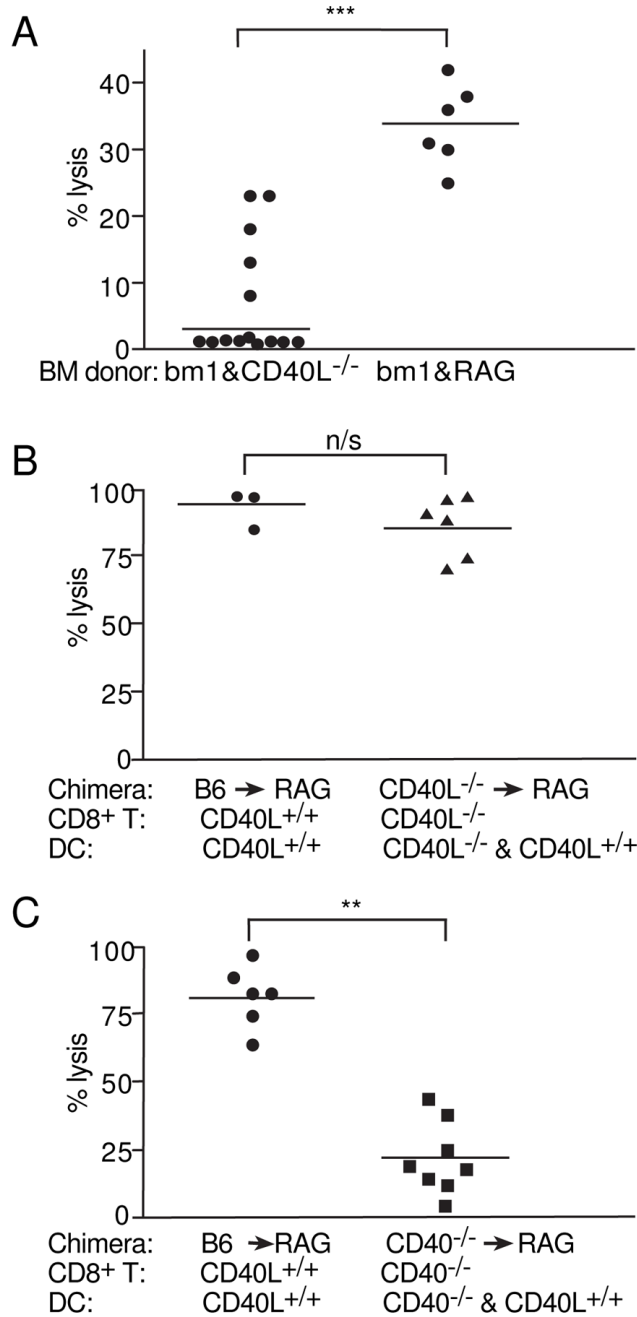 A
***
% lysis
40
30
20
10
0
BM donor: bm1&CD40L-/- bm1&RAG
B
n/s
% lysis
100
75
50
25
0
Chimera: B6 → RAG CD40L-/- → RAG
CD8+ T: CD40L+/+ CD40L-/-
DC: CD40L+/+ CD40L-/- & CD40L+/+
C
**
% lysis
100
75
50
25
0
Chimera: B6 → RAG CD40-/- → RAG
CD8+ T: CD40L+/+ CD40-/-
DC: CD40L+/+ CD40-/- & CD40L+/+